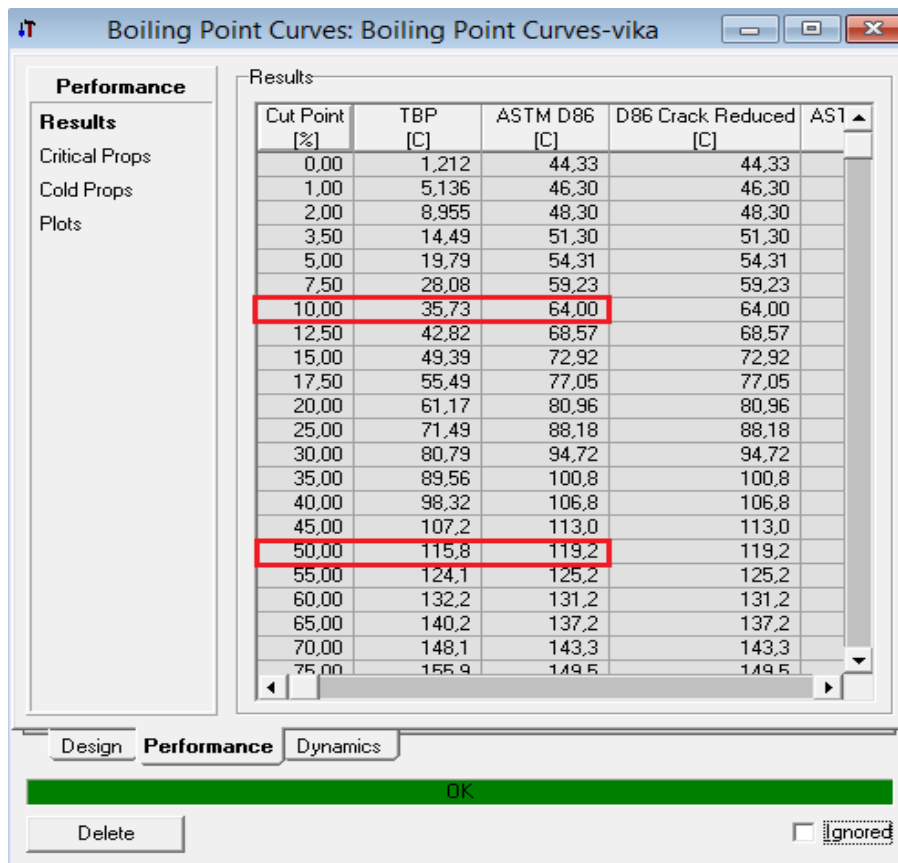 Boiling Point Curves: Boiling Point Curves-vika
Performance
Results
Critical Props
Cold Props
Plots
Results
Cut Point TBP ASTM D86 D86 Crack Reduced AST
[%] [C] [C] [C]
0,00 1,212 44,33 44,33
1,00 5,136 46,30 46,30
2,00 8,955 48,30 48,30
3,50 14,49 51,30 51,30
5,00 19,79 54,31 54,31
7,50 28,08 59,23 59,23
10,00 35,73 64,00 64,00
12,50 42,82 68,57 68,57
15,00 49,39 72,92 72,92
17,50 55,49 77,05 77,05
20,00 61,17 80,96 80,96
25,00 71,49 88,18 88,18
30,00 80,79 94,72 94,72
35,00 89,56 100,8 100,8
40,00 98,32 106,8 106,8
45,00 107,2 113,0 113,0
50,00 115,8 119,2 119,2
55,00 124,1 125,2 125,2
60,00 132,2 131,2 131,2
65,00 140,2 137,2 137,2
70,00 148,1 143,3 143,3
75,00 155,9 149,5 149,5
Design Performance Dynamics
OK
Delete Ignored